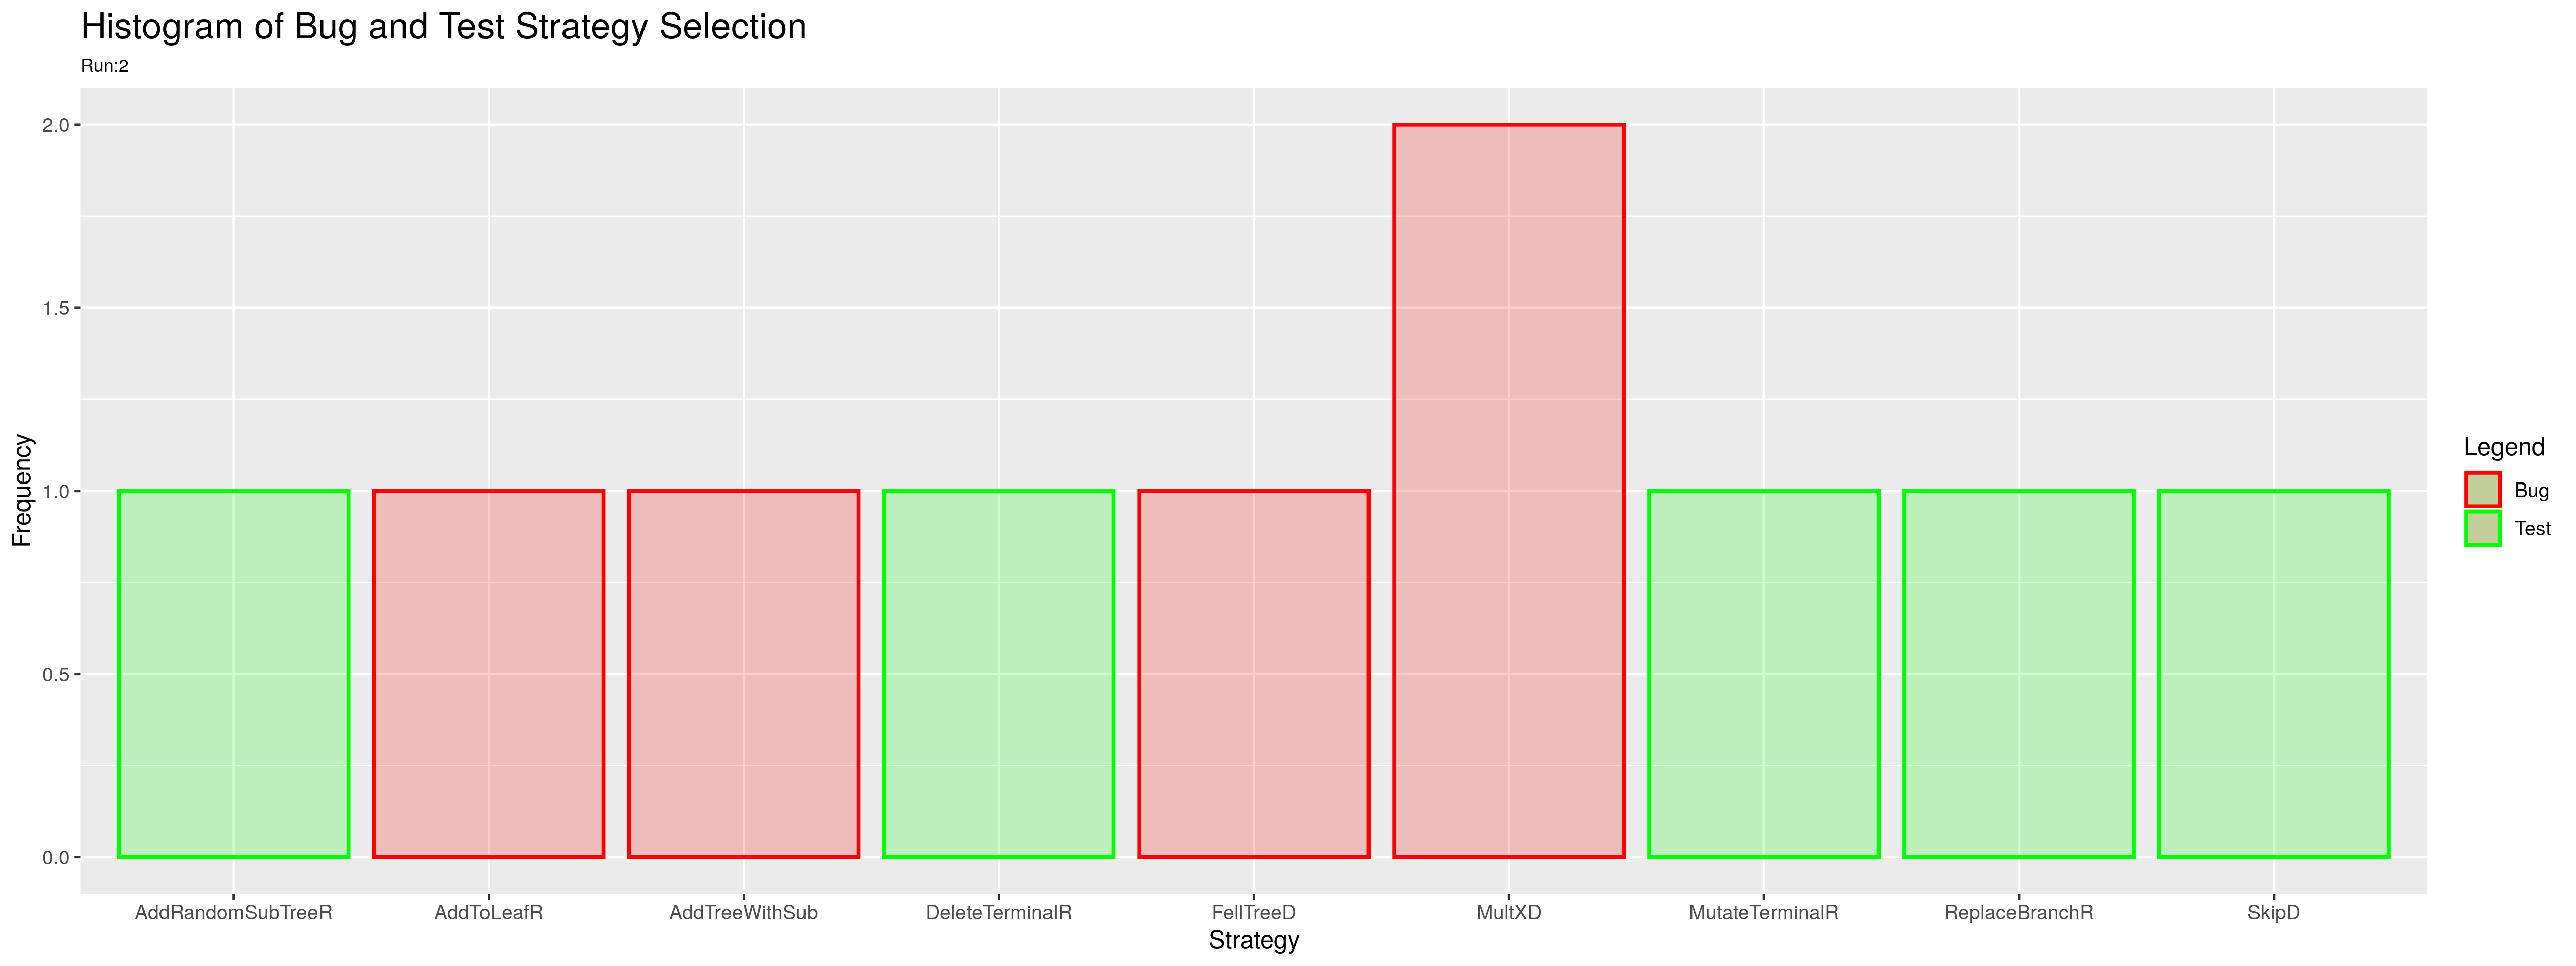 Histogram of Bug and Test Strategy Selection
Run:2
Frequency
2.0
1.5
1.0
0.5
0.0
AddRandomSubTreeR AddToLeafR AddTreeWithSub DeleteTerminalR FellTreeD MultXD MutateTerminalR ReplaceBranchR SkipD
Strategy
Legend
Bug
Test